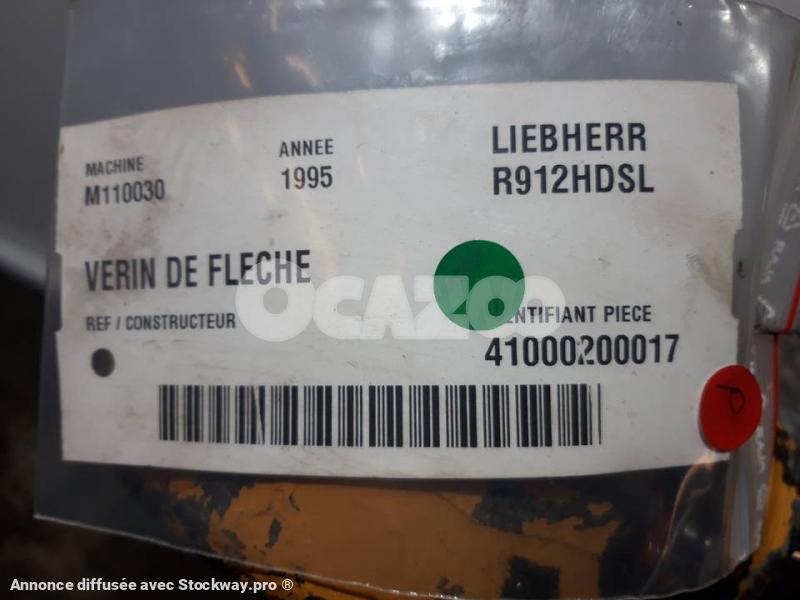 MACHINE
M110030
ANNEE
1995
LIEBHERR
R912HDSL
VERIN DE FLECHE
REF / CONSTRUCTEUR
OCAZOO
ENTIFIANT PIECE
41000200017
P
Annonce diffusée avec Stockway.pro ®